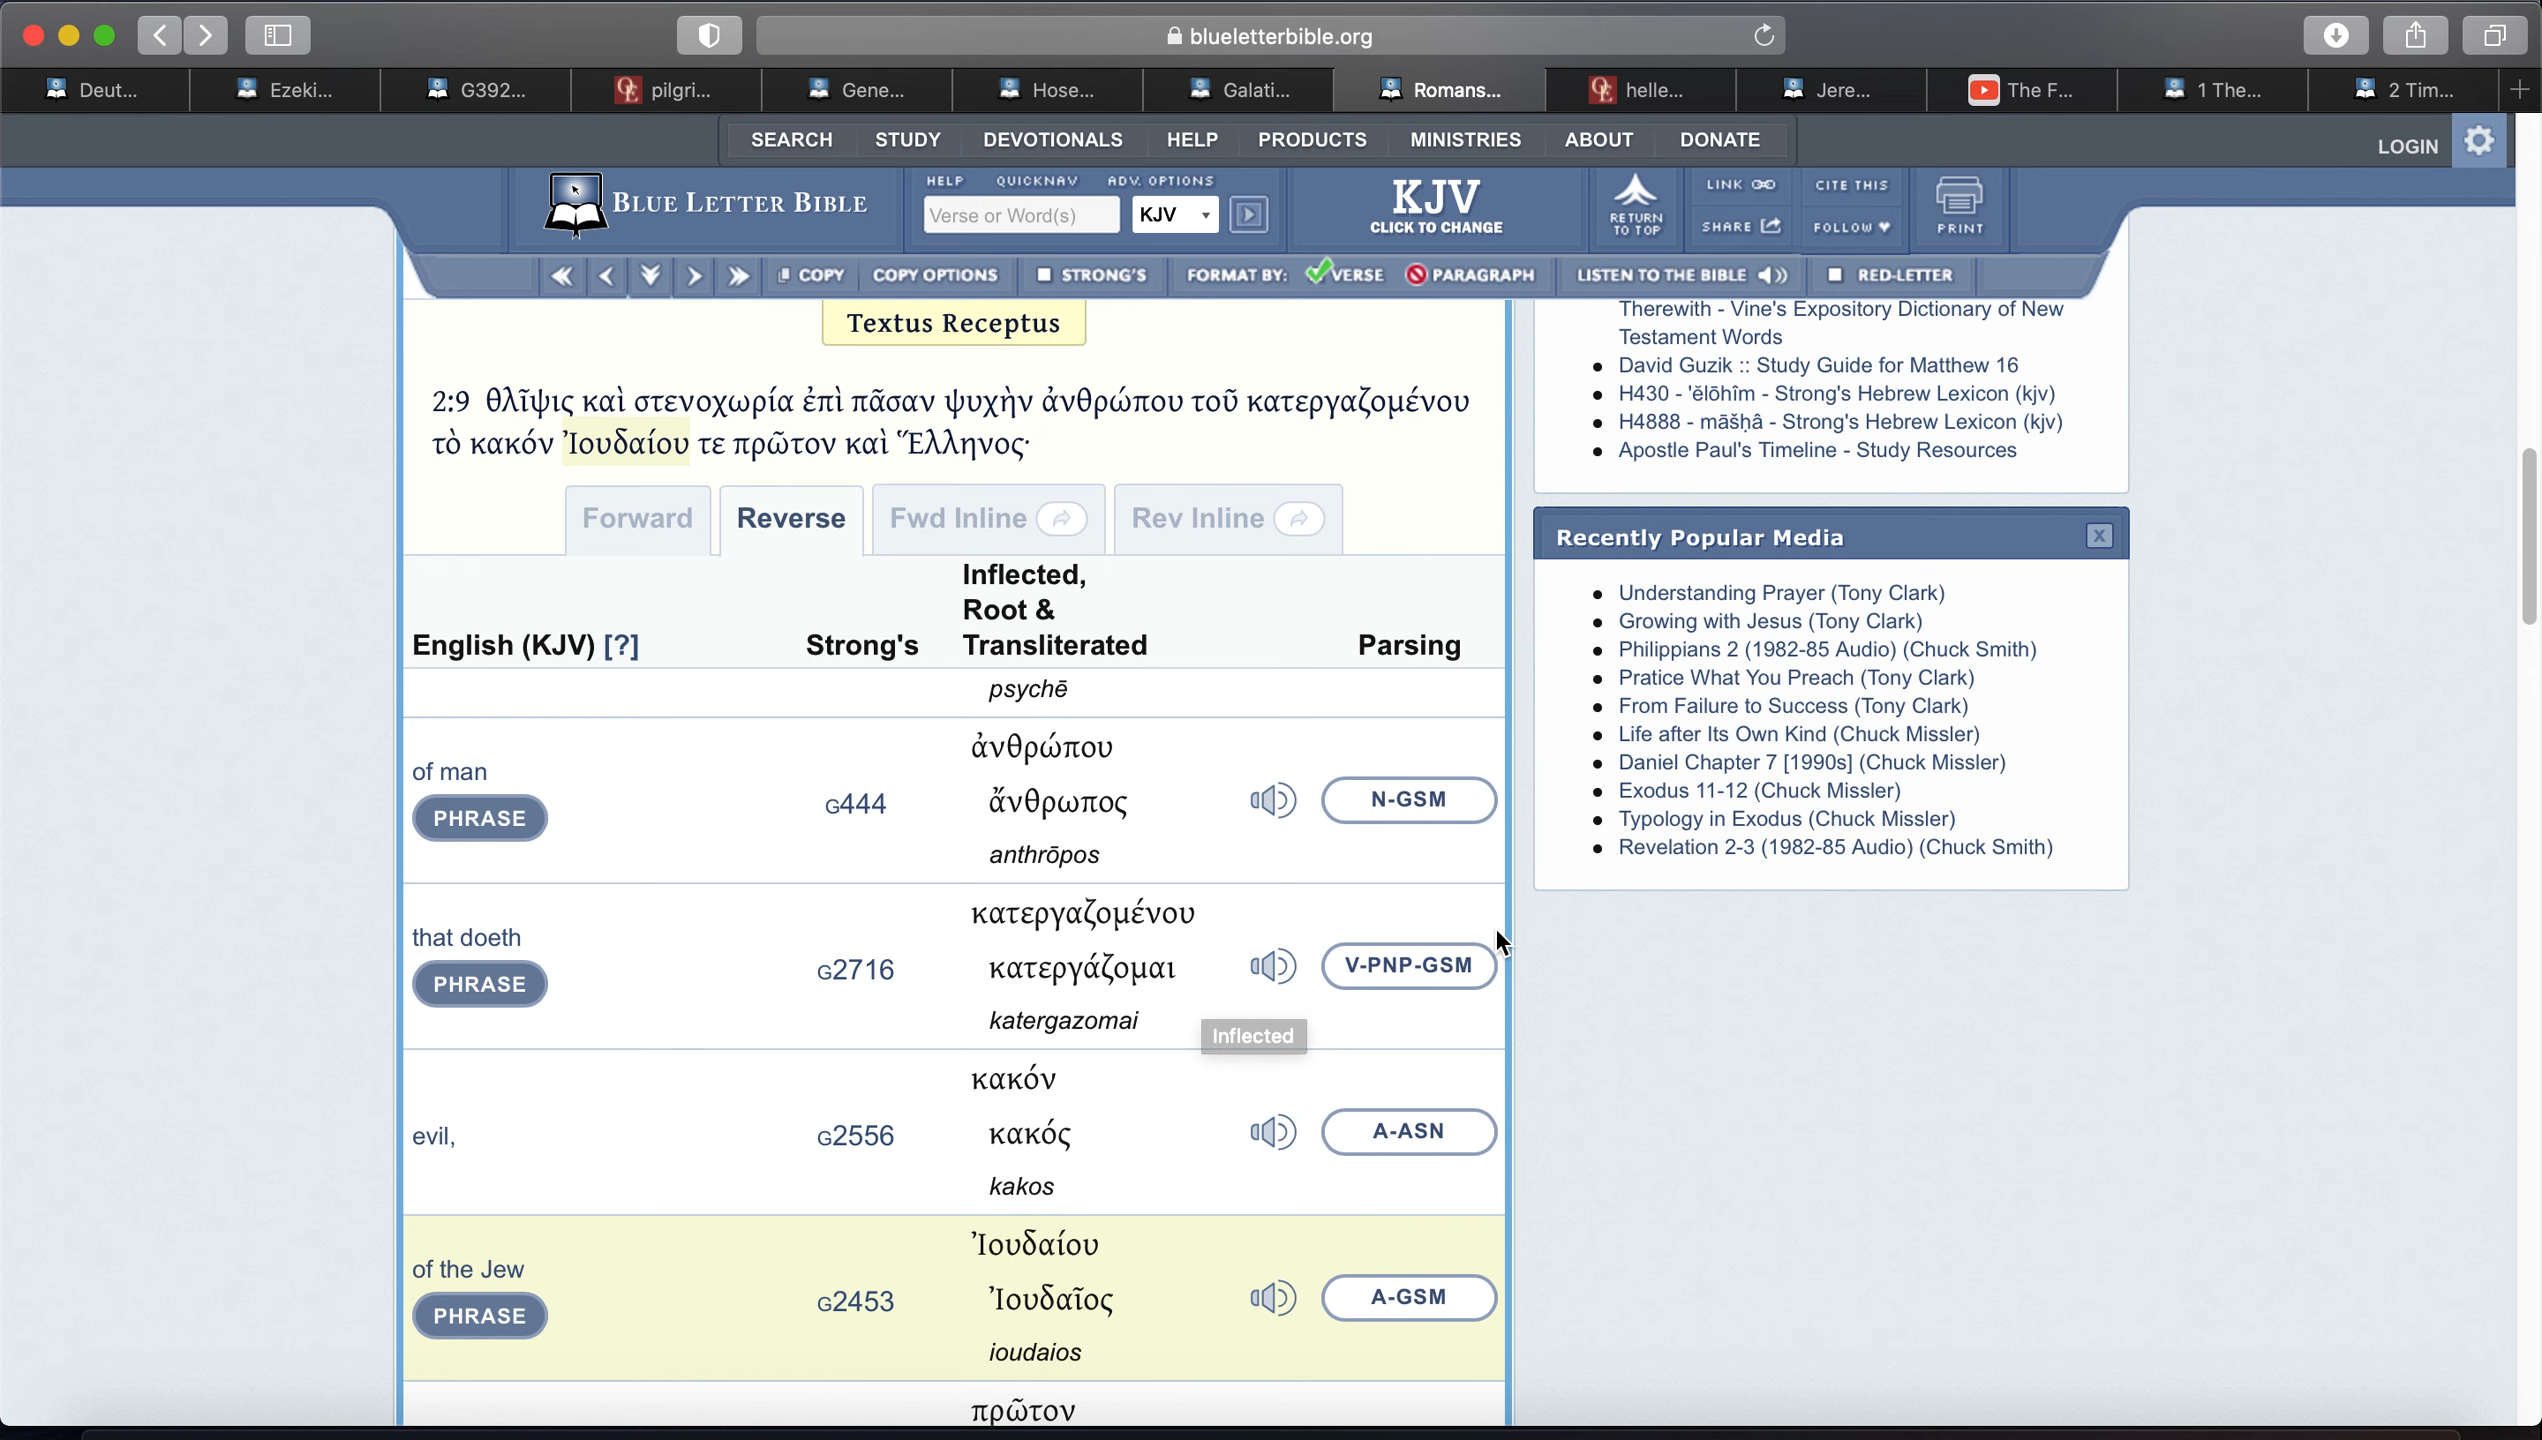 blueletterbible.org
Deut...
Ezeki...
G392...
pilgri...
Gene...
Hose...
Galati...
Romans...
helle...
Jere...
The F...
1 The...
2 Tim...
SEARCH STUDY DEVOTIONALS HELP PRODUCTS MINISTRIES ABOUT DONATE
LOGIN
BLUE LETTER BIBLE
HELP QUICKNAV ADV. OPTIONS
Verse or Word(s)
KJV
KJV
CLICK TO CHANGE
RETURN
TO TOP
LINK
CITE THIS
SHARE
FOLLOW
PRINT
COPY COPY OPTIONS STRONG'S FORMAT BY: VERSE PARAGRAPH LISTEN TO THE BIBLE RED-LETTER
Textus Receptus
2:9 θλῖψις καὶ στενοχωρία ἐπὶ πᾶσαν ψυχὴν ἀνθρώπου τοῦ κατεργαζομένου
τὸ κακόν Ἰουδαίου τε πρῶτον καὶ Ἕλληνος·
Forward Reverse Fwd Inline Rev Inline
English (KJV) [?]
Strong's
Inflected,
Root &
Transliterated
Parsing
psychē
of man
PHRASE
G444
ἀνθρώπου
ἄνθρωπος
anthrōpos
N-GSM
that doeth
PHRASE
G2716
κατεργαζομένου
κατεργάζομαι
katergazomai
V-PNP-GSM
Inflected
evil,
G2556
κακόν
κακός
kakos
A-ASN
of the Jew
PHRASE
G2453
Ἰουδαίου
Ἰουδαῖος
ioudaios
A-GSM
πρῶτον
Therewith - Vine's Expository Dictionary of New
Testament Words
David Guzik :: Study Guide for Matthew 16
H430 - 'ĕlōhîm - Strong's Hebrew Lexicon (kjv)
H4888 - māšḥâ - Strong's Hebrew Lexicon (kjv)
Apostle Paul's Timeline - Study Resources
Recently Popular Media
x
Understanding Prayer (Tony Clark)
Growing with Jesus (Tony Clark)
Philippians 2 (1982-85 Audio) (Chuck Smith)
Pratice What You Preach (Tony Clark)
From Failure to Success (Tony Clark)
Life after Its Own Kind (Chuck Missler)
Daniel Chapter 7 [1990s] (Chuck Missler)
Exodus 11-12 (Chuck Missler)
Typology in Exodus (Chuck Missler)
Revelation 2-3 (1982-85 Audio) (Chuck Smith)